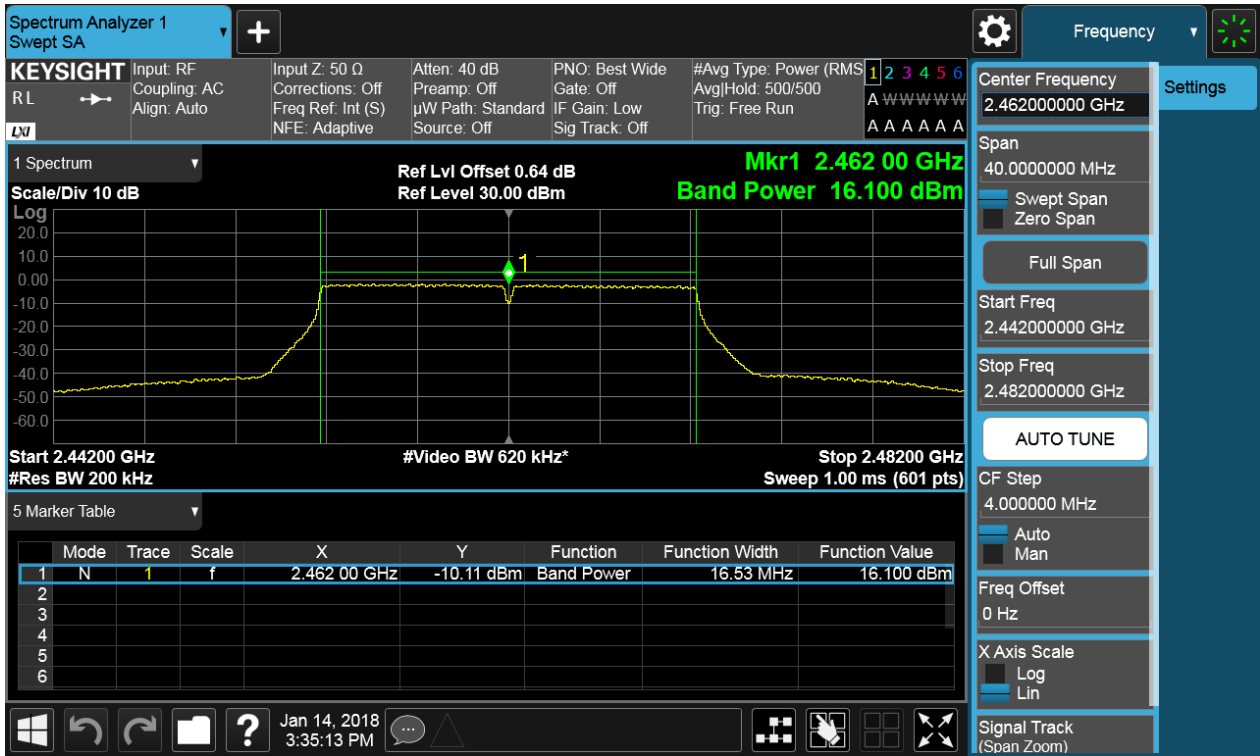 Spectrum Analyzer 1
Swept SA
+
Frequency
KEYSIGHT
RL
LXI
Input: RF
Coupling: AC
Align: Auto
Input Z: 50 Ω
Corrections: Off
Freq Ref: Int (S)
NFE: Adaptive
Atten: 40 dB
Preamp: Off
µW Path: Standard
Source: Off
PNO: Best Wide
Gate: Off
IF Gain: Low
Sig Track: Off
#Avg Type: Power (RMS
Avg|Hold: 500/500
Trig: Free Run
1 2 3 4 5 6
A W W W W W
A A A A A A
1 Spectrum
Scale/Div 10 dB
Ref Lvl Offset 0.64 dB
Ref Level 30.00 dBm
Mkr1 2.462 00 GHz
Band Power 16.100 dBm
Log
20.0
10.0
0.00
-10.0
-20.0
-30.0
-40.0
-50.0
-60.0
1
Start 2.44200 GHz
#Video BW 620 kHz*
Stop 2.48200 GHz
#Res BW 200 kHz
Sweep 1.00 ms (601 pts)
5 Marker Table
Mode Trace Scale X Y Function Function Width Function Value
1 N 1 f 2.462 00 GHz -10.11 dBm Band Power 16.53 MHz 16.100 dBm
2
3
4
5
6
Jan 14, 2018
3:35:13 PM
?
Center Frequency
2.462000000 GHz
Settings
Span
40.0000000 MHz
Swept Span
Zero Span
Full Span
Start Freq
2.442000000 GHz
Stop Freq
2.482000000 GHz
AUTO TUNE
CF Step
4.000000 MHz
Auto
Man
Freq Offset
0 Hz
X Axis Scale
Log
Lin
Signal Track
(Span Zoom)